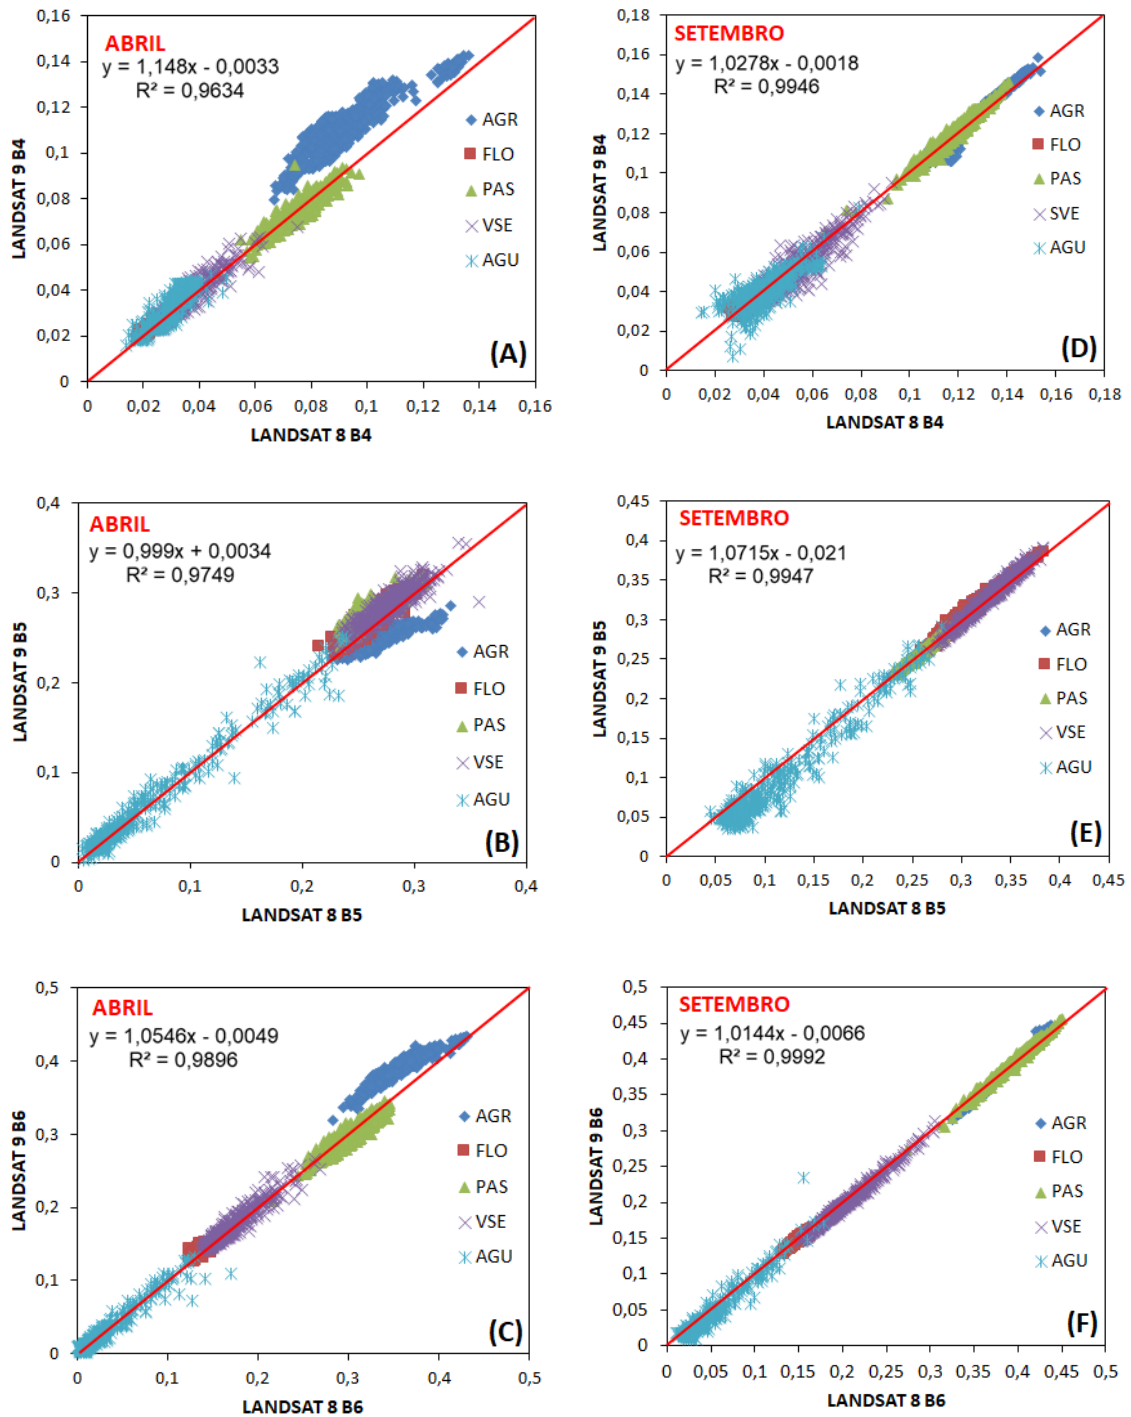 ABRIL
y = 1,148x - 0,0033
R² = 0,9634
LANDSAT 9 B4
0,16
0,14
0,12
0,1
0,08
0,06
0,04
0,02
0
AGR
FLO
PAS
VSE
AGU
(A)
0 0,02 0,04 0,06 0,08 0,1 0,12 0,14 0,16
LANDSAT 8 B4
SETEMBRO
y = 1,0278x - 0,0018
R² = 0,9946
LANDSAT 9 B4
0,18
0,16
0,14
0,12
0,1
0,08
0,06
0,04
0,02
0
AGR
FLO
PAS
SVE
AGU
(D)
0 0,02 0,04 0,06 0,08 0,1 0,12 0,14 0,16 0,18
LANDSAT 8 B4
ABRIL
y = 0,999x + 0,0034
R² = 0,9749
LANDSAT 9 B5
0,4
0,3
0,2
0,1
0
AGR
FLO
PAS
VSE
AGU
(B)
0 0,1 0,2 0,3 0,4
LANDSAT 8 B5
SETEMBRO
y = 1,0715x - 0,021
R² = 0,9947
LANDSAT 9 B5
0,45
0,4
0,35
0,3
0,25
0,2
0,15
0,1
0,05
0
AGR
FLO
PAS
VSE
AGU
(E)
0 0,05 0,1 0,15 0,2 0,25 0,3 0,35 0,4 0,45
LANDSAT 8 B5
ABRIL
y = 1,0546x - 0,0049
R² = 0,9896
LANDSAT 9 B6
0,5
0,4
0,3
0,2
0,1
0
AGR
FLO
PAS
VSE
AGU
(C)
0 0,1 0,2 0,3 0,4 0,5
LANDSAT 8 B6
SETEMBRO
y = 1,0144x - 0,0066
R² = 0,9992
LANDSAT 9 B6
0,5
0,45
0,4
0,35
0,3
0,25
0,2
0,15
0,1
0,05
0
AGR
FLO
PAS
VSE
AGU
(F)
0 0,05 0,1 0,15 0,2 0,25 0,3 0,35 0,4 0,45 0,5
LANDSAT 8 B6